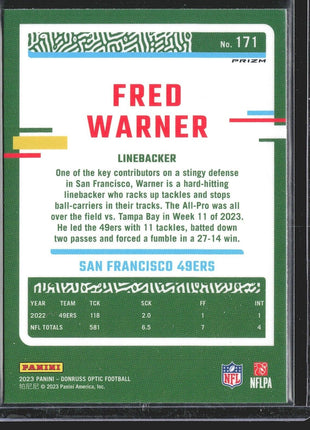 No. 171
PRIZM
FRED
WARNER
LINEBACKER
One of the key contributors on a stingy defense
in San Francisco, Warner is a hard-hitting
linebacker who racks up tackles and stops
ball-carriers in their tracks. The All-Pro was all
over the field vs. Tampa Bay in Week 11 of 2023.
He led the 49ers with 11 tackles, batted down
two passes and forced a fumble in a 27-14 win.
SAN FRANCISCO 49ERS
YEAR TEAM TCK SCK FF INT
2022 49ERS 118 2.0 1 1
NFL TOTALS 581 6.5 7 4
PANINI
2023 PANINI - DONRUSS OPTIC FOOTBALL
帕尼尼 © 2023 Panini America, Inc.
NFL
NFLPA